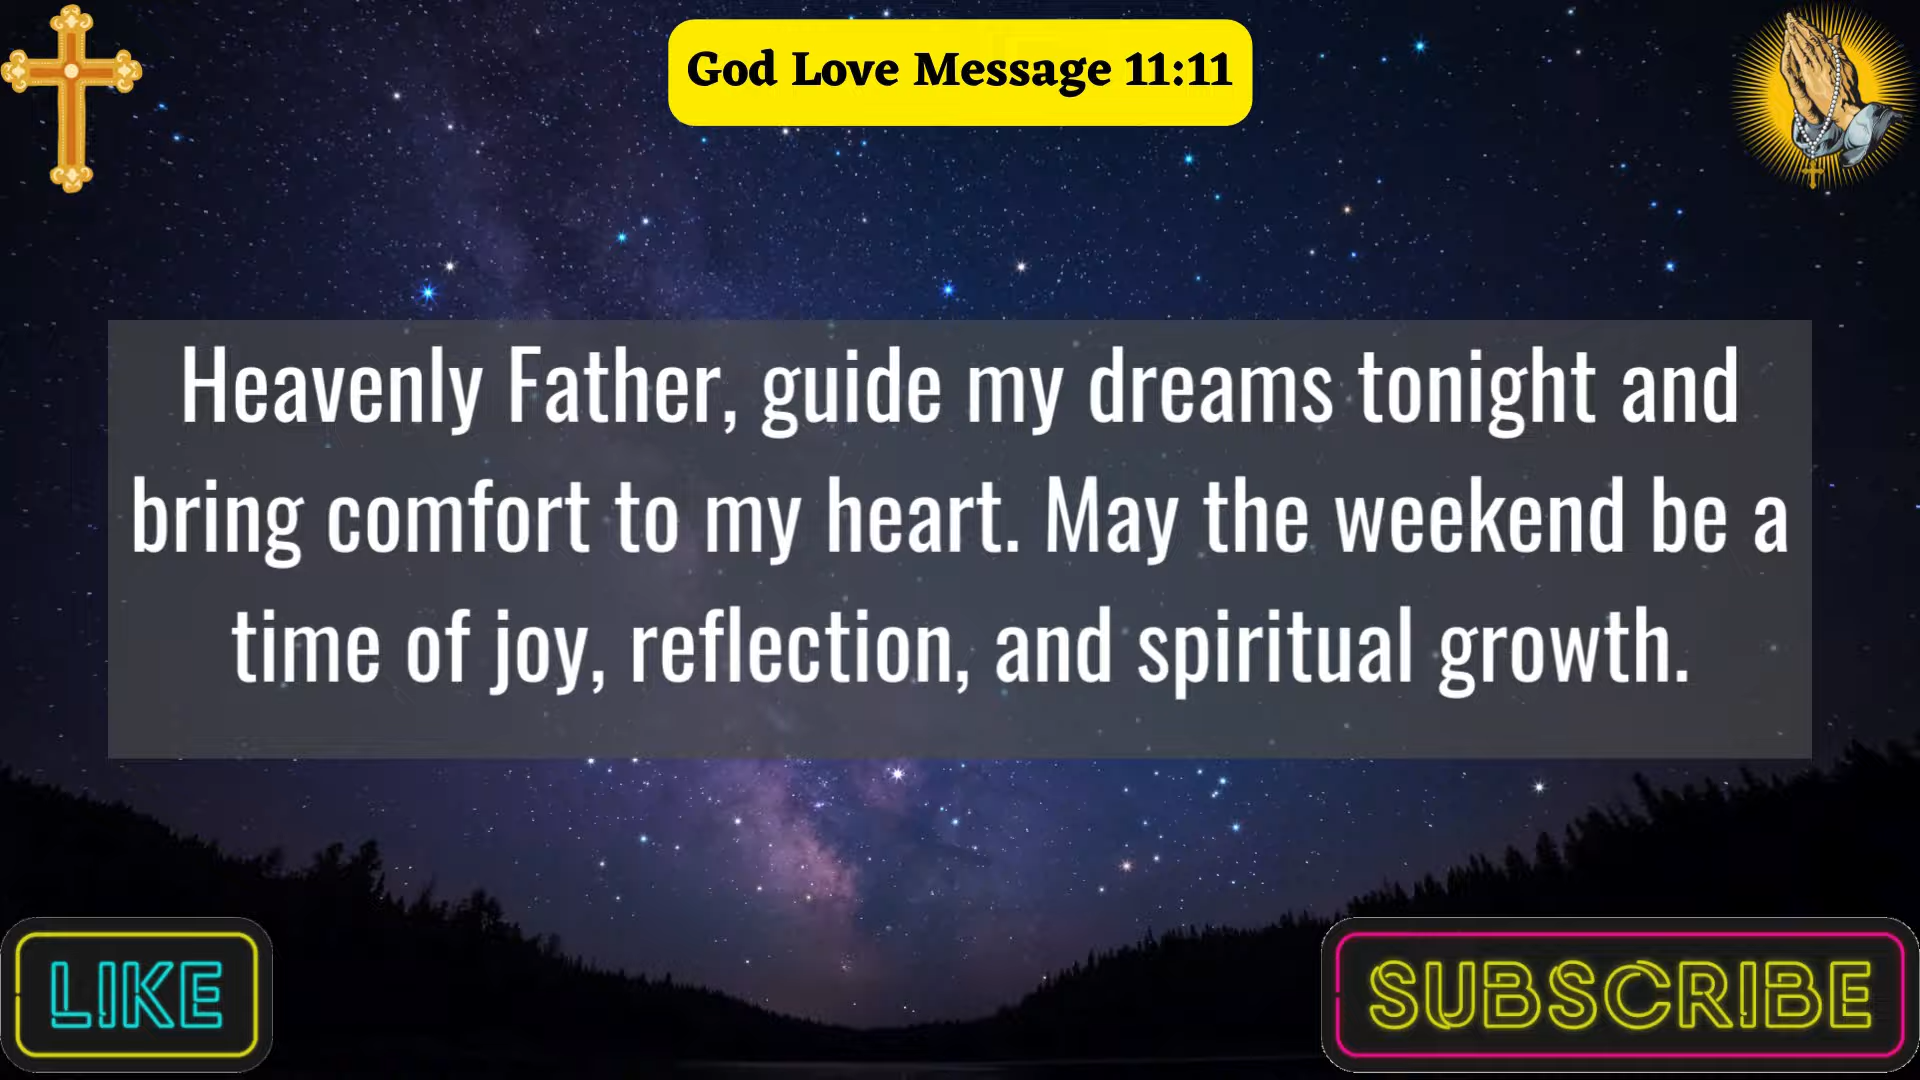 God Love Message 11:11
Heavenly Father, guide my dreams tonight and
bring comfort to my heart. May the weekend be a
time of joy, reflection, and spiritual growth.
LIKE
SUBSCRIBE